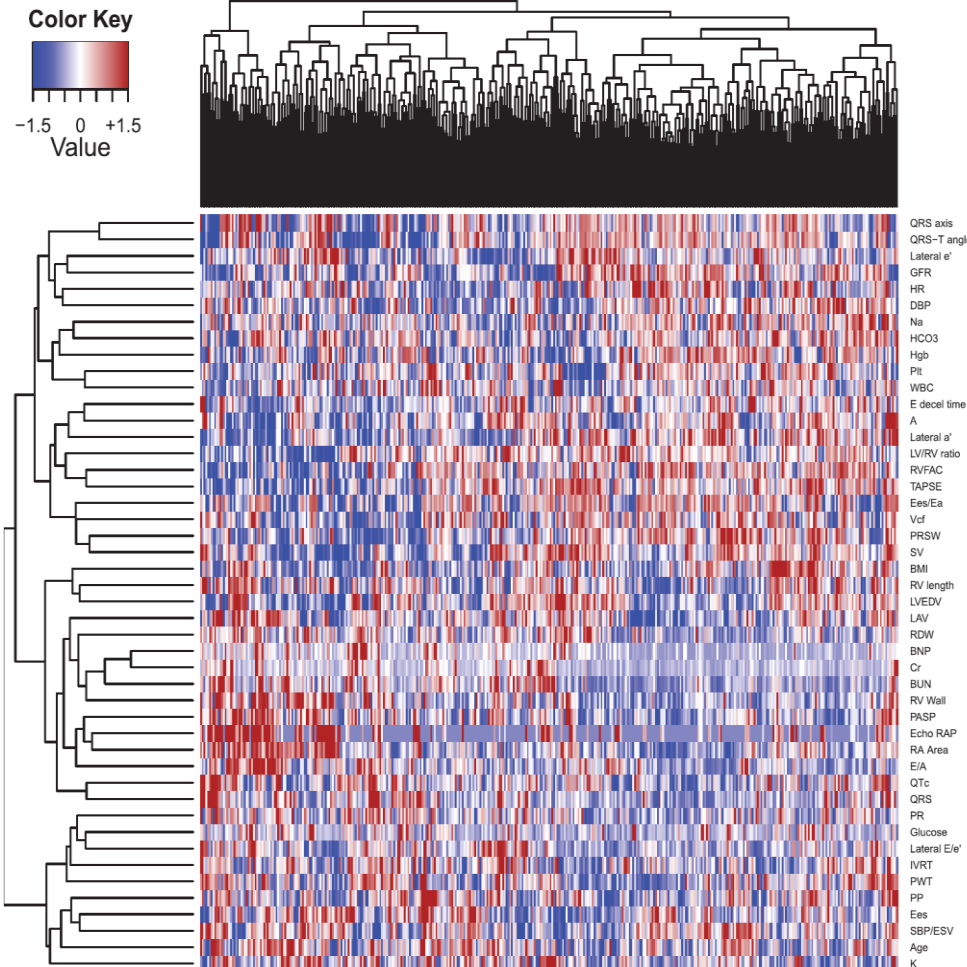 Color Key
−1.5 0 +1.5
Value
QRS axis
QRS−T angl
Lateral e'
GFR
HR
DBP
Na
HCO3
Hgb
Plt
WBC
E decel time
A
Lateral a'
LV/RV ratio
RVFAC
TAPSE
Ees/Ea
Vcf
PRSW
SV
BMI
RV length
LVEDV
LAV
RDW
BNP
Cr
BUN
RV Wall
PASP
Echo RAP
RA Area
E/A
QTc
QRS
PR
Glucose
Lateral E/e'
IVRT
PWT
PP
Ees
SBP/ESV
Age
K